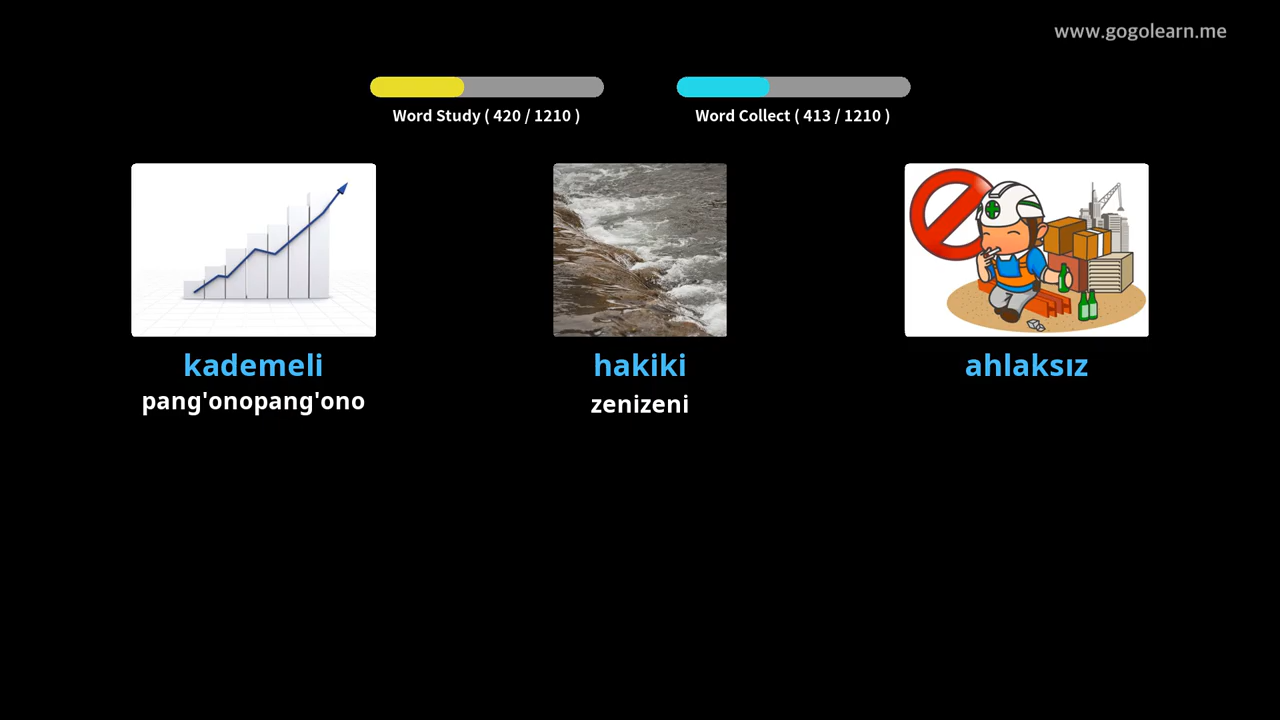 www.gogolearn.me
Word Study ( 420 / 1210 )
Word Collect ( 413 / 1210 )
kademeli
pang'onopang'ono
hakiki
zenizeni
ahlaksız